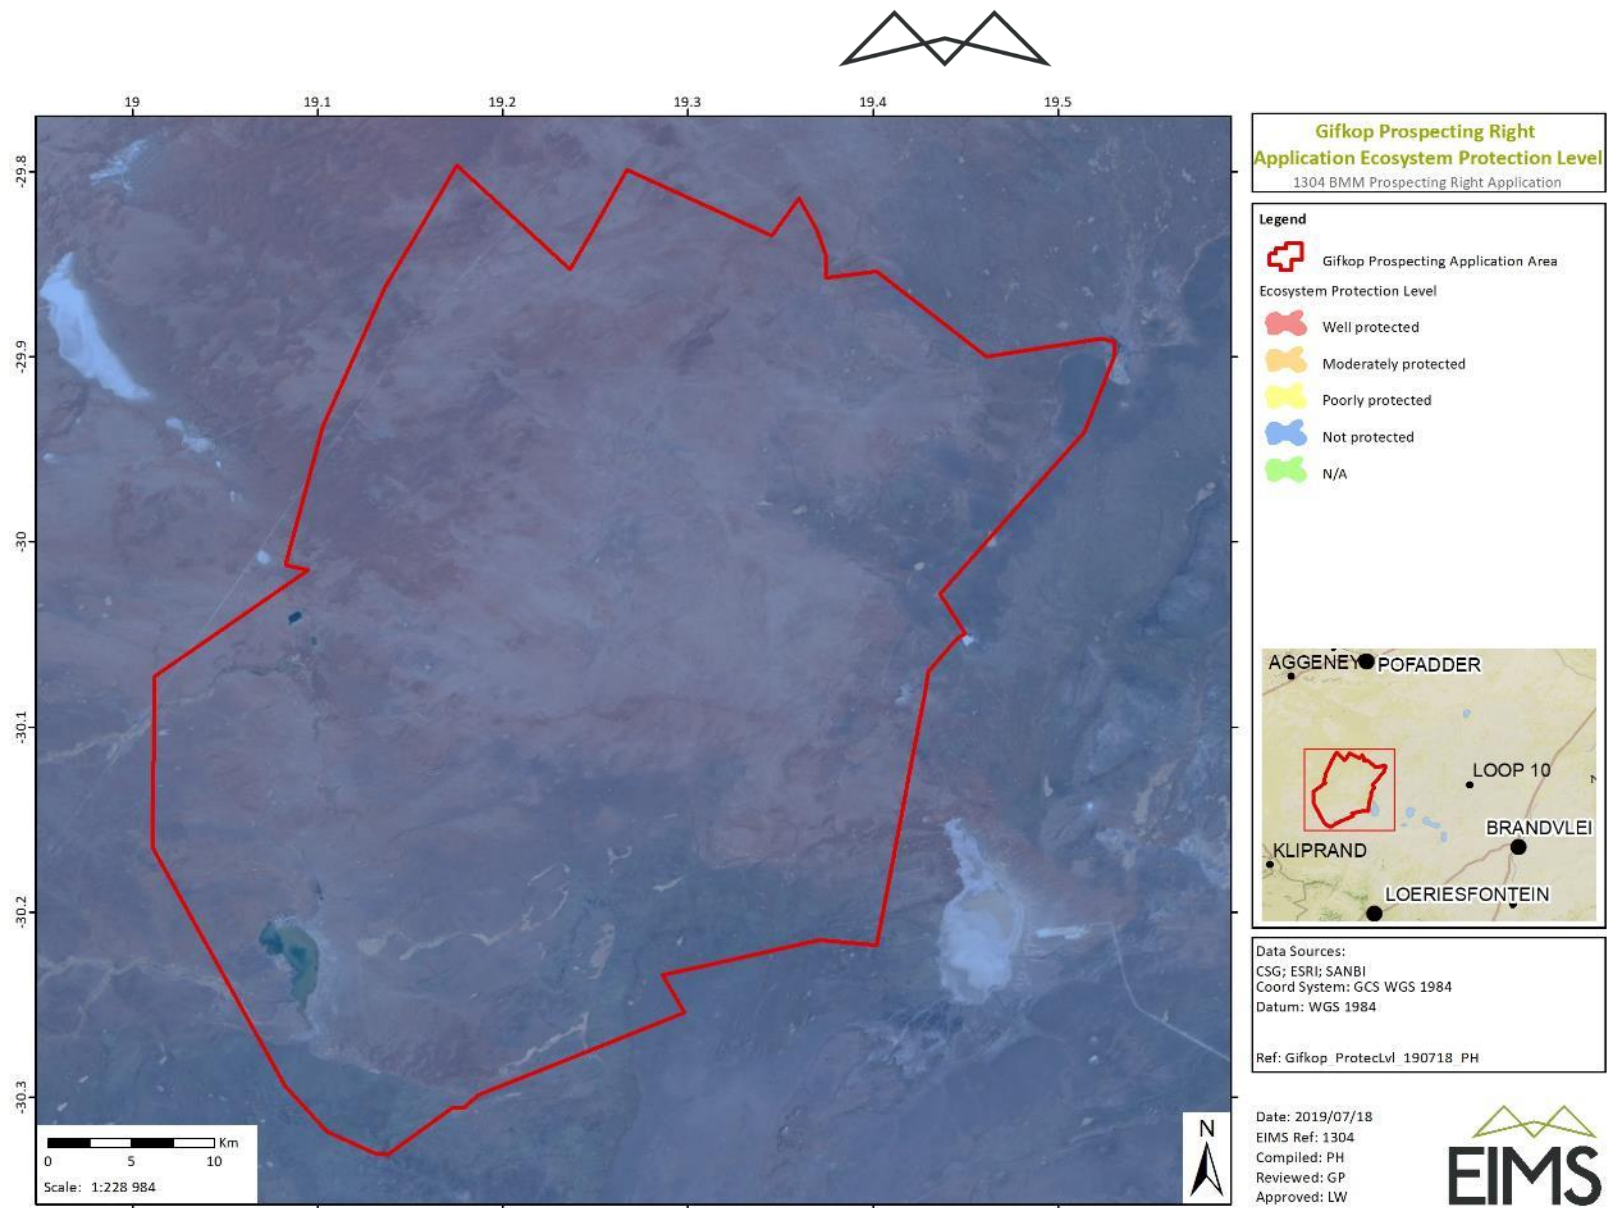 19 19.1 19.2 19.3 19.4 19.5
-29.8
-29.9
-30
-30.1
-30.2
-30.3
Km
0 5 10
Scale: 1:228 984
N
Gifkop Prospecting Right
Application Ecosystem Protection Level
1304 BMM Prospecting Right Application
Legend
Gifkop Prospecting Application Area
Ecosystem Protection Level
Well protected
Moderately protected
Poorly protected
Not protected
N/A
AGGENEY POFADDER
LOOP 10
BRANDVLEI
KLIPRAND
LOERIESFONTEIN
Data Sources:
CSG; ESRI; SANBI
Coord System: GCS WGS 1984
Datum: WGS 1984
Ref: Gifkop_ProtecLvl_190718_PH
Date: 2019/07/18
EIMS Ref: 1304
Compiled: PH
Reviewed: GP
Approved: LW
EIMS